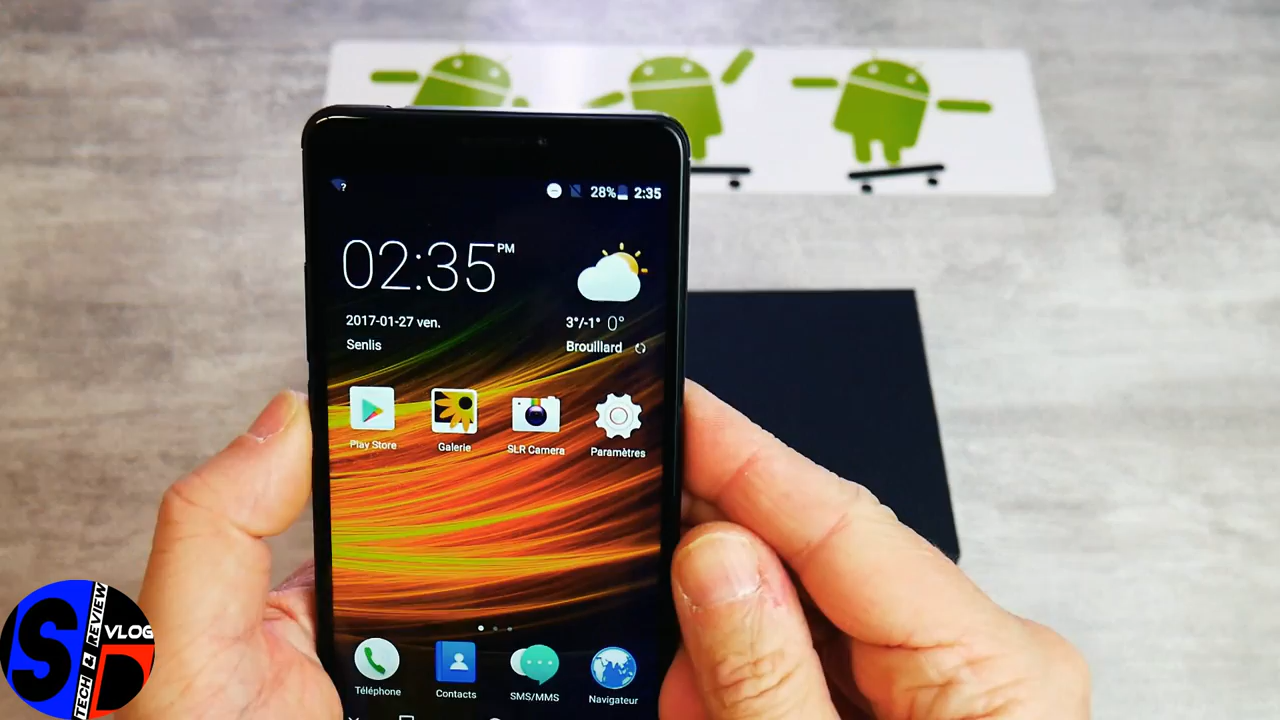 ?
28% 2:35
02:35 PM
2017-01-27 ven.
Senlis
3°/-1° 0°
Brouillard
Play Store
Galerie
SLR Camera
Paramètres
Téléphone
Contacts
SMS/MMS
Navigateur
SD
TECH & REVIEW
VLOG